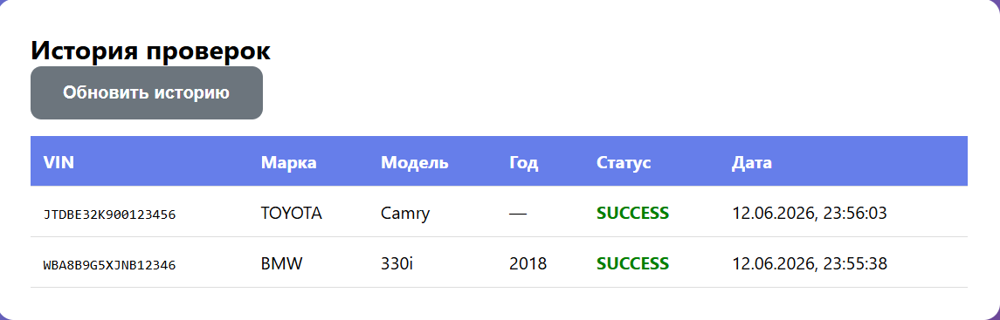 История проверок
Обновить историю
VIN Марка Модель Год Статус Дата
JTDBE32K900123456 TOYOTA Camry — SUCCESS 12.06.2026, 23:56:03
WBA8B9G5XJNB12346 BMW 330i 2018 SUCCESS 12.06.2026, 23:55:38